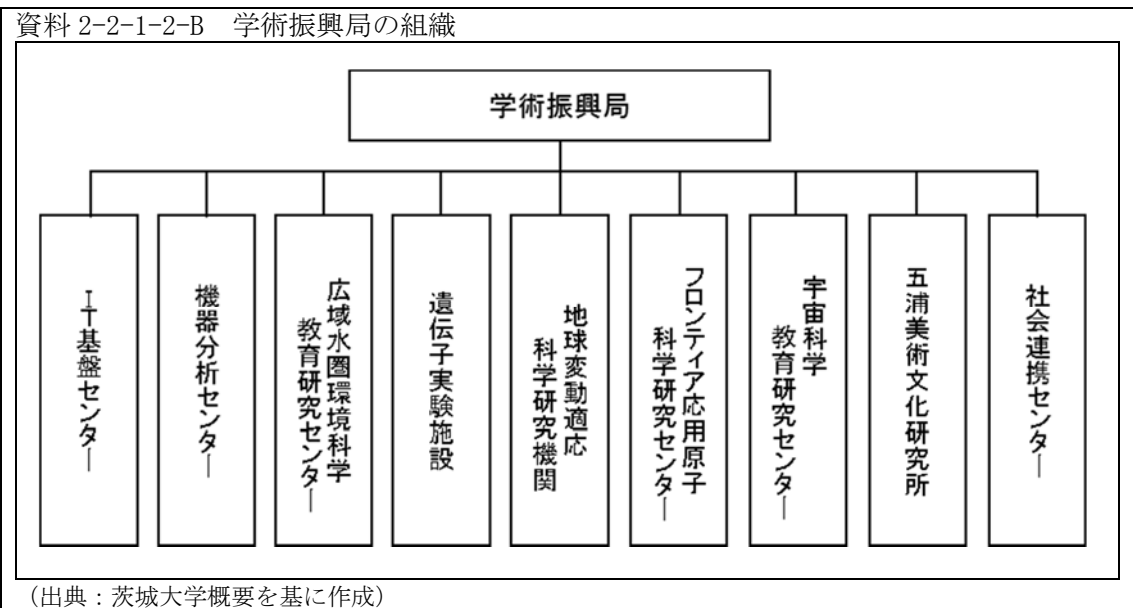 資料 2-2-1-2-B 学術振興局の組織
学術振興局
IT基盤センター
機器分析センター
広域水圏環境科学
教育研究センター
遺伝子実験施設
地球変動適応
科学研究機関
フロンティア応用原子
科学研究センター
宇宙科学
教育研究センター
五浦美術文化研究所
社会連携センター
(出典:茨城大学概要を基に作成)